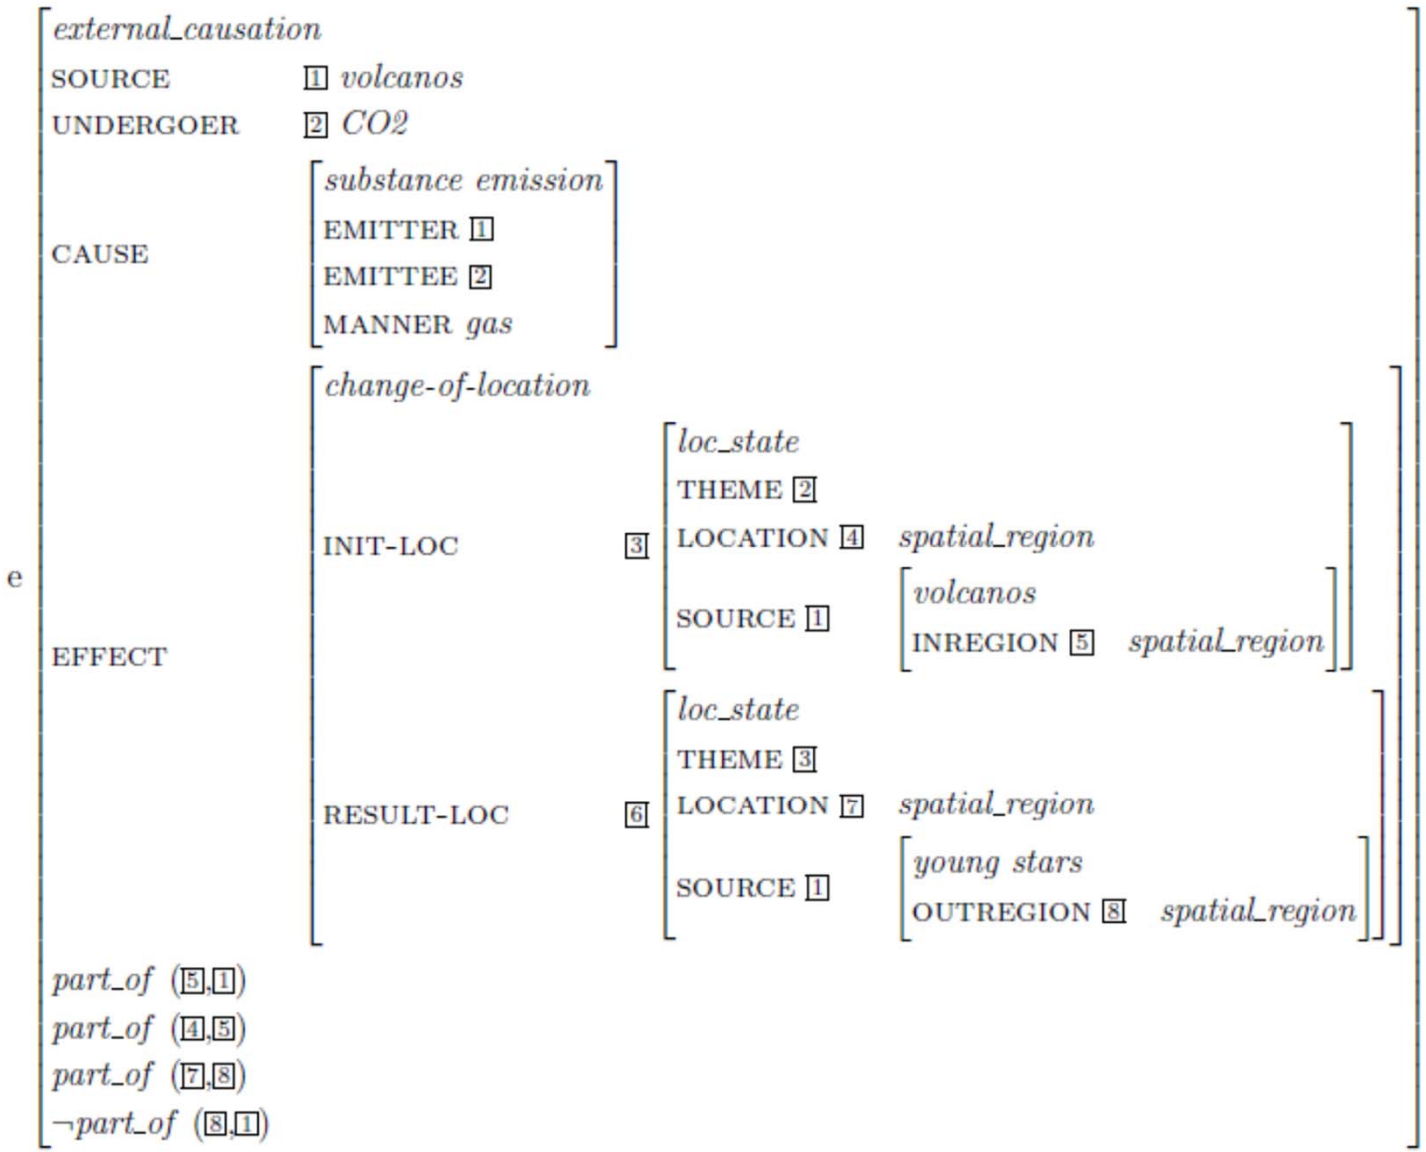 external_causation
SOURCE 1 volcanos
UNDERGOER 2 CO2
substance emission
EMITTER 1
CAUSE
EMITTEE 2
MANNER gas
change-of-location
loc_state
THEME 2
INIT-LOC 3 LOCATION 4 spatial_region
e
volcanos
SOURCE 1
INREGION 5 spatial_region
EFFECT
loc_state
THEME 3
RESULT-LOC 6 LOCATION 7 spatial_region
young stars
SOURCE 1
OUTREGION 8 spatial_region
part_of (5,1)
part_of (4,5)
part_of (7,8)
¬part_of (8,1)